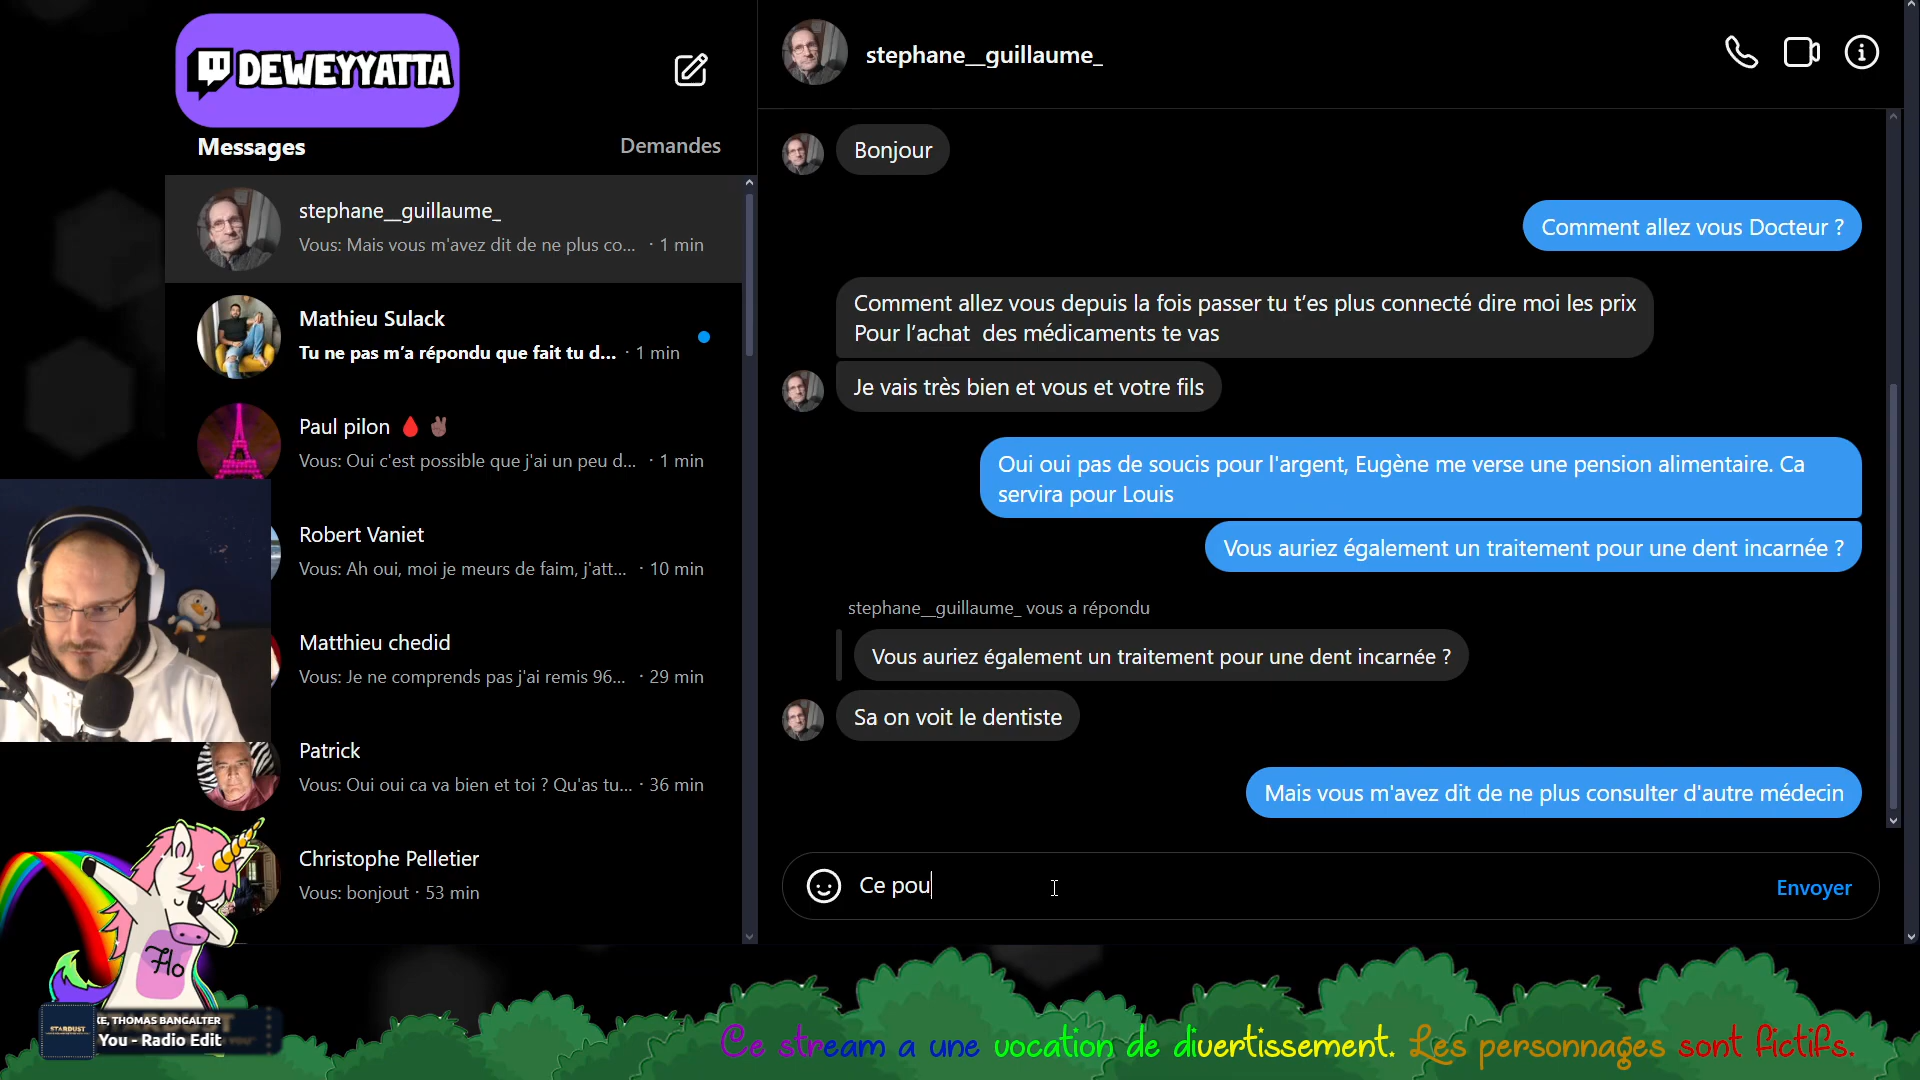 DEWEYYATTA
Messages
Demandes
stephane__guillaume_
Vous: Mais vous m'avez dit de ne plus co... · 1 min
Mathieu Sulack
Tu ne pas m’a répondu que fait tu d... · 1 min
Paul pilon 🩸 ✌🏿
Vous: Oui c'est possible que j'ai un peu d... · 1 min
Robert Vaniet
Vous: Ah oui, moi je meurs de faim, j'att... · 10 min
Matthieu chedid
Vous: Je ne comprends pas j'ai remis 96... · 29 min
Patrick
Vous: Oui oui ca va bien et toi ? Qu'as tu... · 36 min
Christophe Pelletier
Vous: bonjout · 53 min
stephane__guillaume_
Bonjour
Comment allez vous Docteur ?
Comment allez vous depuis la fois passer tu t’es plus connecté dire moi les prix
Pour l’achat  des médicaments te vas
Je vais très bien et vous et votre fils
Oui oui pas de soucis pour l'argent, Eugène me verse une pension alimentaire. Ca
servira pour Louis
Vous auriez également un traitement pour une dent incarnée ?
stephane__guillaume_ vous a répondu
Vous auriez également un traitement pour une dent incarnée ?
Sa on voit le dentiste
Mais vous m'avez dit de ne plus consulter d'autre médecin
Ce pou
Envoyer
Flo
STARDUST
KE, THOMAS BANGALTER
You - Radio Edit
Ce stream a une vocation de divertissement. Les personnages sont fictifs.